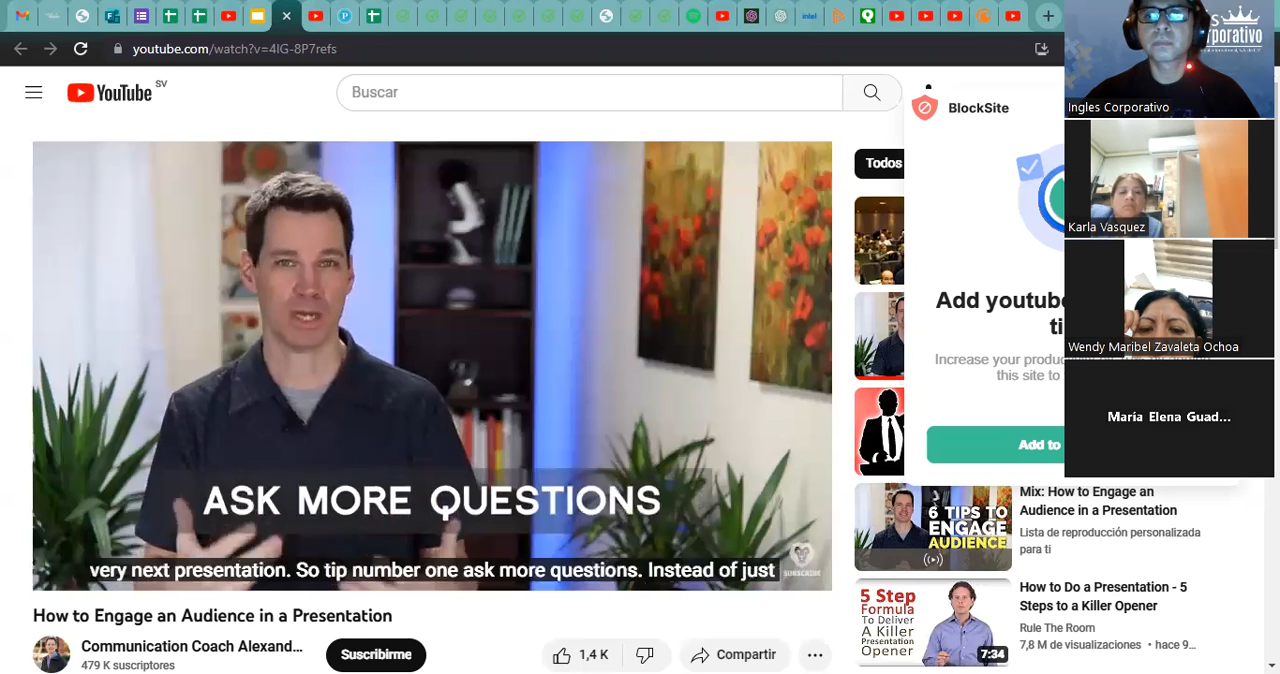 intel
youtube.com/watch?v=4IG-8P7refs
YouTube SV
Buscar
BlockSite
rporativo
Ingles Corporativo
Todos
Karla Vasquez
Add youtube
Increase your produ
this site to
Add to
Wendy Maribel Zavaleta Ochoa
María Elena Guad...
ASK MORE QUESTIONS
very next presentation. So tip number one ask more questions. Instead of just
SUBSCRIBE
How to Engage an Audience in a Presentation
Communication Coach Alexand...
479 K suscriptores
Suscribirme
1,4 K
Compartir
6 TIPS TO
ENGAGE
AUDIENCE
Mix: How to Engage an
Audience in a Presentation
Lista de reproducción personalizada
para ti
5 Step
Formula
To Deliver
A Killer
Presentation
Opener
7:34
How to Do a Presentation - 5
Steps to a Killer Opener
Rule The Room
7,8 M de visualizaciones • hace 9...